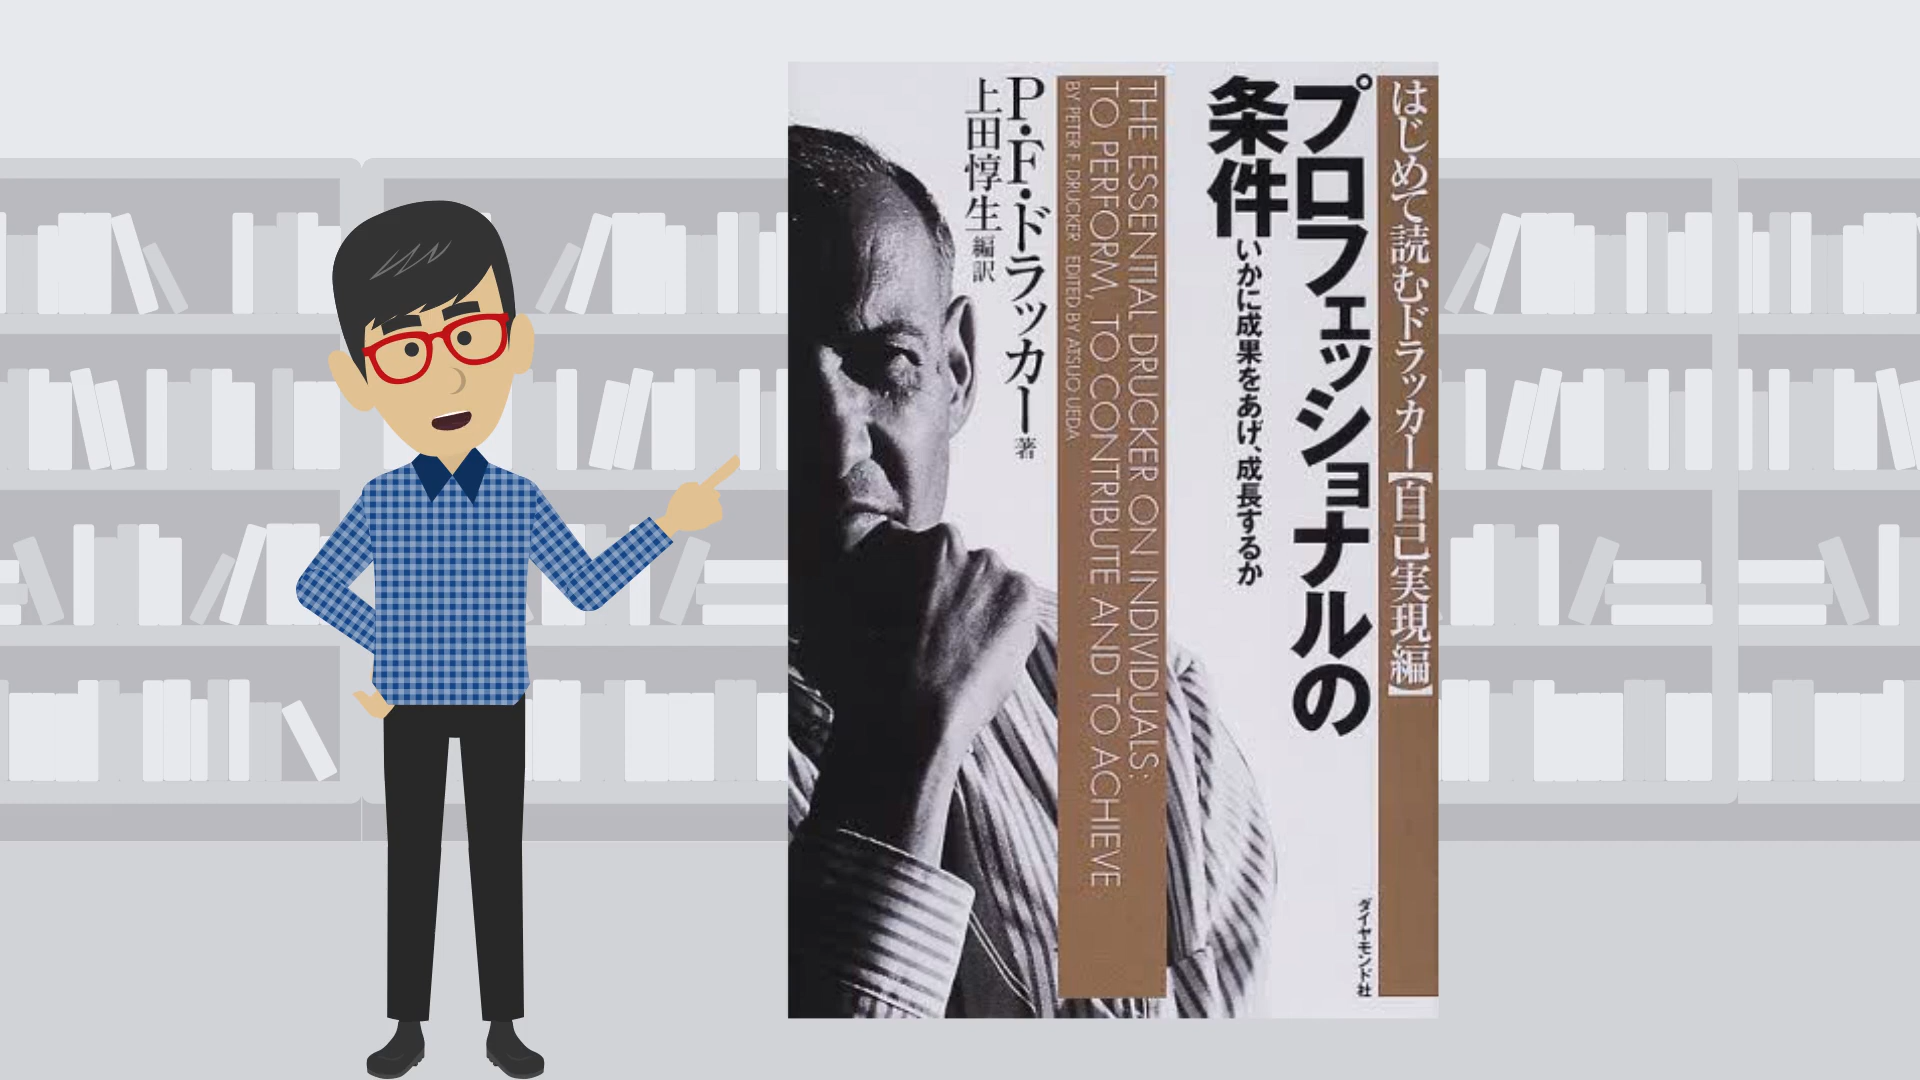 はじめて読むドラッカー【自己実現編】
プロフェッショナルの
条件
いかに成果をあげ、成長するか
THE ESSENTIAL DRUCKER ON INDIVIDUALS:
TO PERFORM, TO CONTRIBUTE AND TO ACHIEVE
BY PETER F. DRUCKER EDITED BY ATSUO UEDA
P・F・ドラッカー 著
上田惇生 編訳
ダイヤモンド社